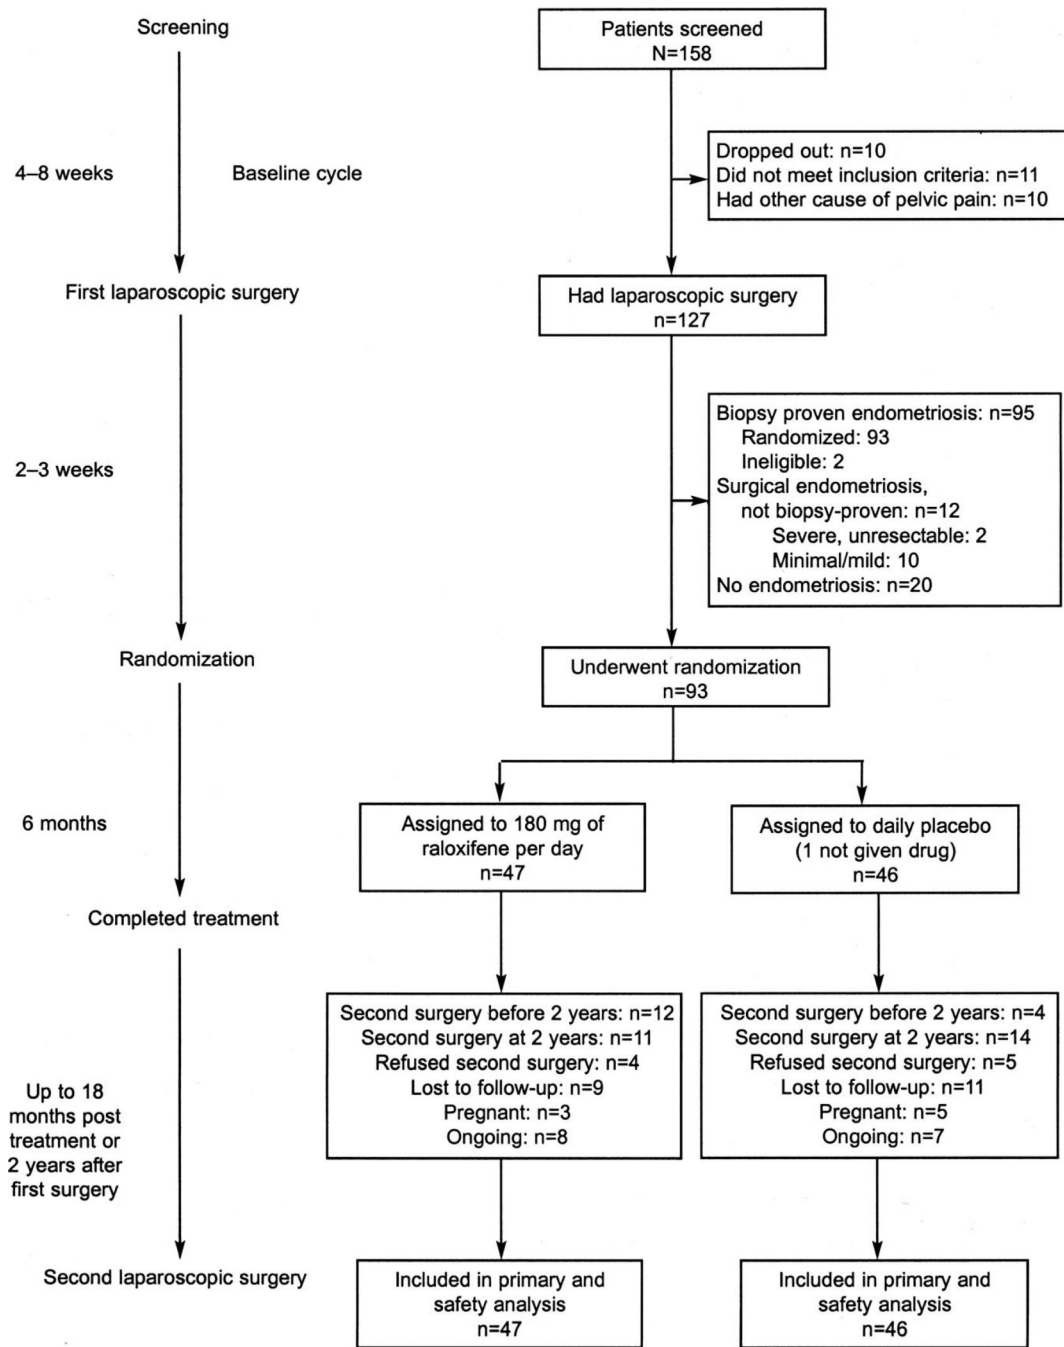 Screening
Patients screened
N=158
4–8 weeks
Baseline cycle
Dropped out: n=10
Did not meet inclusion criteria: n=11
Had other cause of pelvic pain: n=10
First laparoscopic surgery
Had laparoscopic surgery
n=127
2–3 weeks
Biopsy proven endometriosis: n=95
Randomized: 93
Ineligible: 2
Surgical endometriosis,
not biopsy-proven: n=12
Severe, unresectable: 2
Minimal/mild: 10
No endometriosis: n=20
Randomization
Underwent randomization
n=93
6 months
Assigned to 180 mg of
raloxifene per day
n=47
Assigned to daily placebo
(1 not given drug)
n=46
Completed treatment
Second surgery before 2 years: n=12
Second surgery at 2 years: n=11
Refused second surgery: n=4
Lost to follow-up: n=9
Pregnant: n=3
Ongoing: n=8
Second surgery before 2 years: n=4
Second surgery at 2 years: n=14
Refused second surgery: n=5
Lost to follow-up: n=11
Pregnant: n=5
Ongoing: n=7
Up to 18
months post
treatment or
2 years after
first surgery
Second laparoscopic surgery
Included in primary and
safety analysis
n=47
Included in primary and
safety analysis
n=46